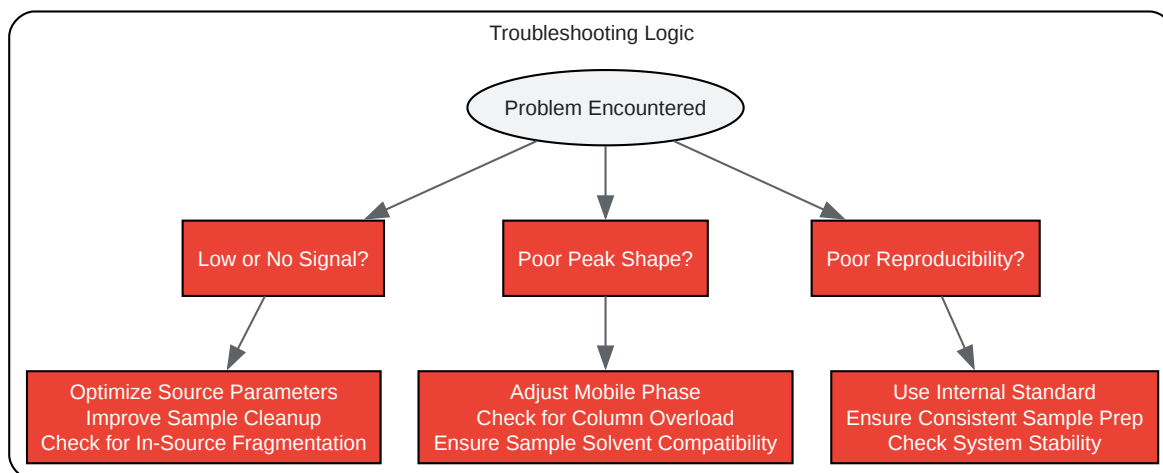 Troubleshooting Logic
Problem Encountered
Low or No Signal?
Poor Peak Shape?
Poor Reproducibility?
Optimize Source Parameters
Improve Sample Cleanup
Check for In-Source Fragmentation
Adjust Mobile Phase
Check for Column Overload
Ensure Sample Solvent Compatibility
Use Internal Standard
Ensure Consistent Sample Prep
Check System Stability